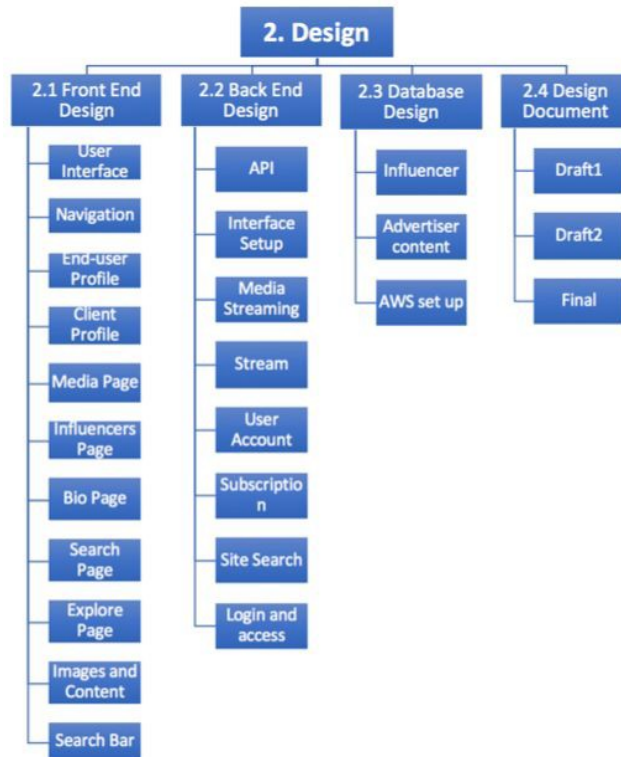 2. Design
2.1 Front End
Design
User
Interface
Navigation
End-user
Profile
Client
Profile
Media Page
Influencers
Page
Bio Page
Search
Page
Explore
Page
Images and
Content
Search Bar
2.2 Back End
Design
API
Interface
Setup
Media
Streaming
Stream
User
Account
Subscriptio
n
Site Search
Login and
access
2.3 Database
Design
Influencer
Advertiser
content
AWS set up
2.4 Design
Document
Draft1
Draft2
Final